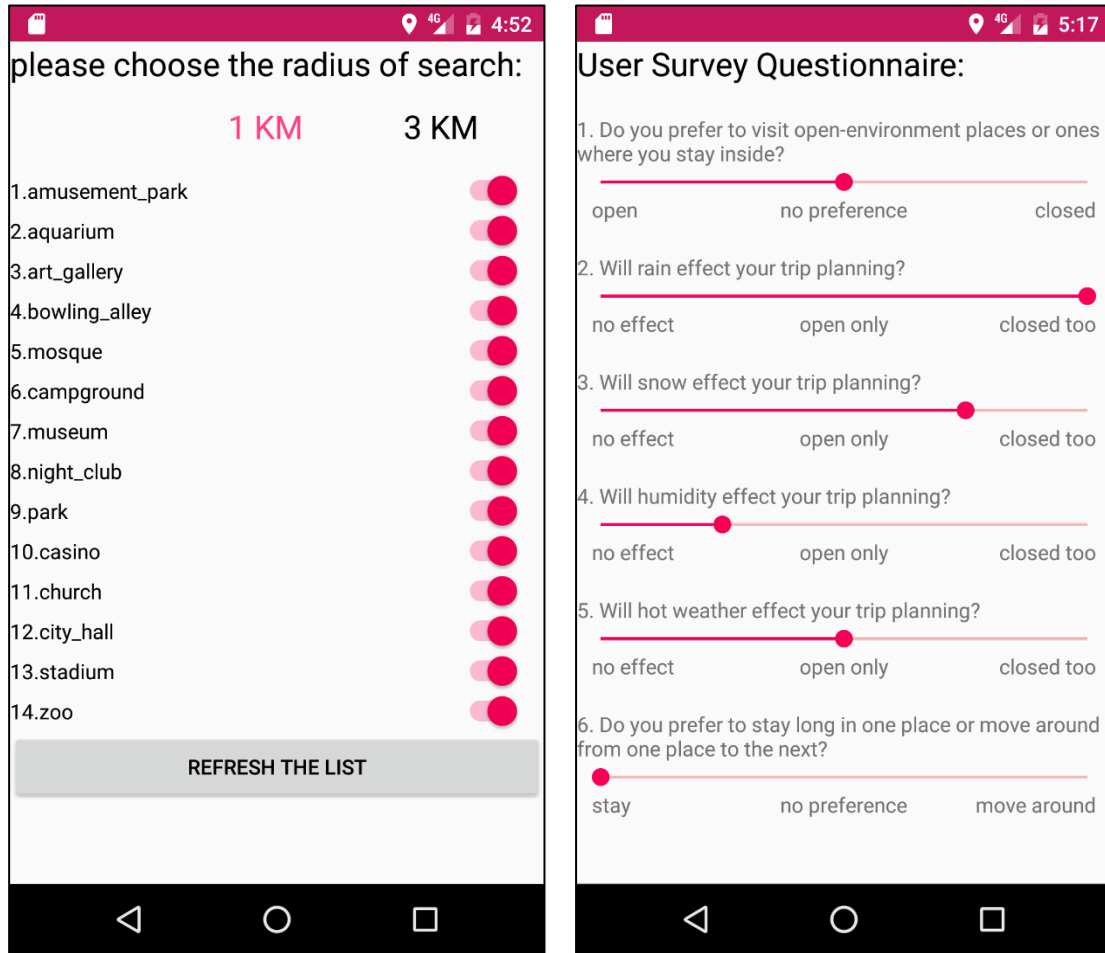 4G 4:52
please choose the radius of search:
1 KM 3 KM
1.amusement_park
2.aquarium
3.art_gallery
4.bowling_alley
5.mosque
6.campground
7.museum
8.night_club
9.park
10.casino
11.church
12.city_hall
13.stadium
14.zoo
REFRESH THE LIST
4G 5:17
User Survey Questionnaire:
1. Do you prefer to visit open-environment places or ones
where you stay inside?
open no preference closed
2. Will rain effect your trip planning?
no effect open only closed too
3. Will snow effect your trip planning?
no effect open only closed too
4. Will humidity effect your trip planning?
no effect open only closed too
5. Will hot weather effect your trip planning?
no effect open only closed too
6. Do you prefer to stay long in one place or move around
from one place to the next?
stay no preference move around